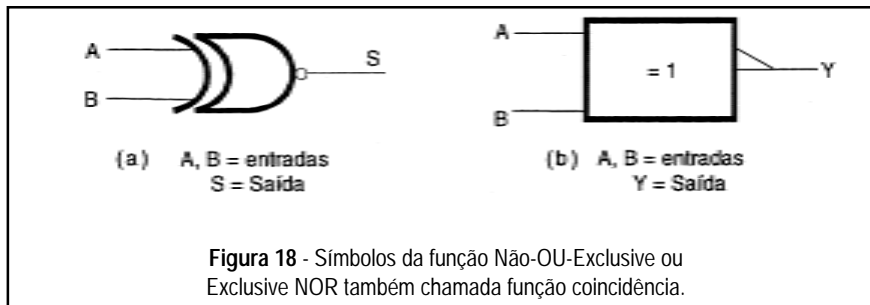 A
B
S
(a) A, B = entradas
S = Saída
A
B
= 1
Y
(b) A, B = entradas
Y = Saída
Figura 18 - Símbolos da função Não-OU-Exclusive ou
Exclusive NOR também chamada função coincidência.